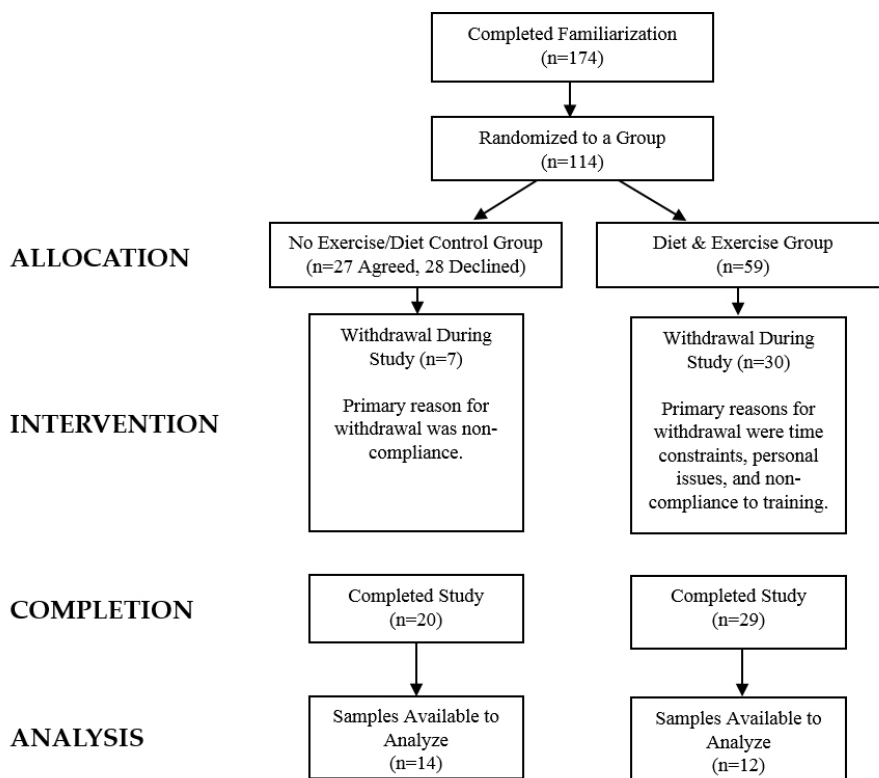 Completed Familiarization
(n=174)
Randomized to a Group
(n=114)
ALLOCATION
No Exercise/Diet Control Group
(n=27 Agreed, 28 Declined)
Diet & Exercise Group
(n=59)
INTERVENTION
Withdrawal During
Study (n=7)
Primary reason for
withdrawal was non-
compliance.
Withdrawal During
Study (n=30)
Primary reasons for
withdrawal were time
constraints, personal
issues, and non-
compliance to training.
COMPLETION
Completed Study
(n=20)
Completed Study
(n=29)
ANALYSIS
Samples Available to
Analyze
(n=14)
Samples Available to
Analyze
(n=12)